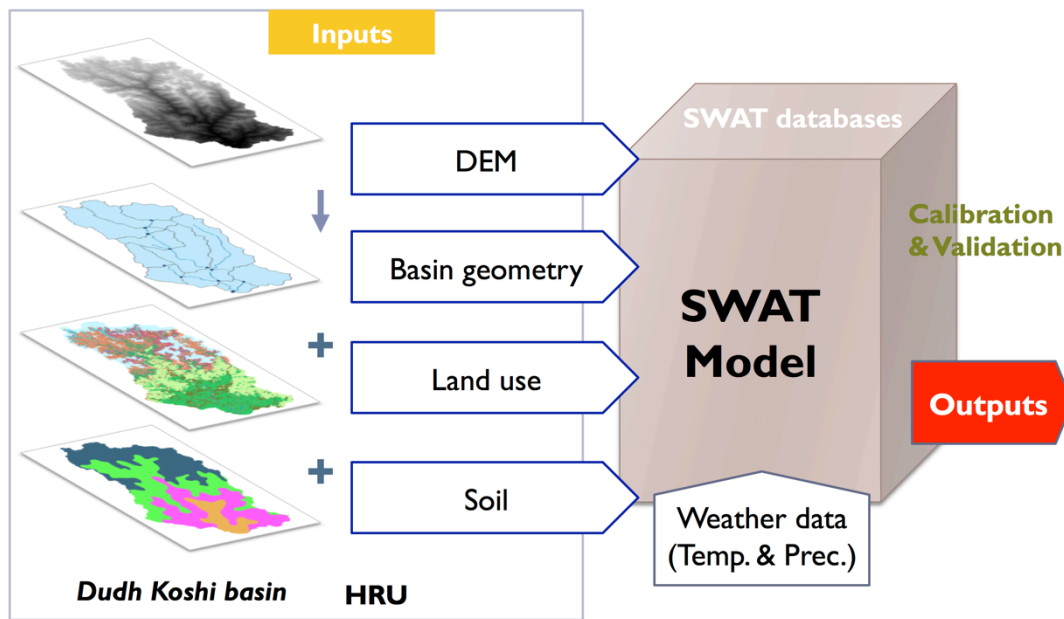 Inputs
DEM
Basin geometry
Land use
Soil
Dudh Koshi basin
HRU
SWAT databases
SWAT
Model
Calibration
& Validation
Outputs
Weather data
(Temp. & Prec.)